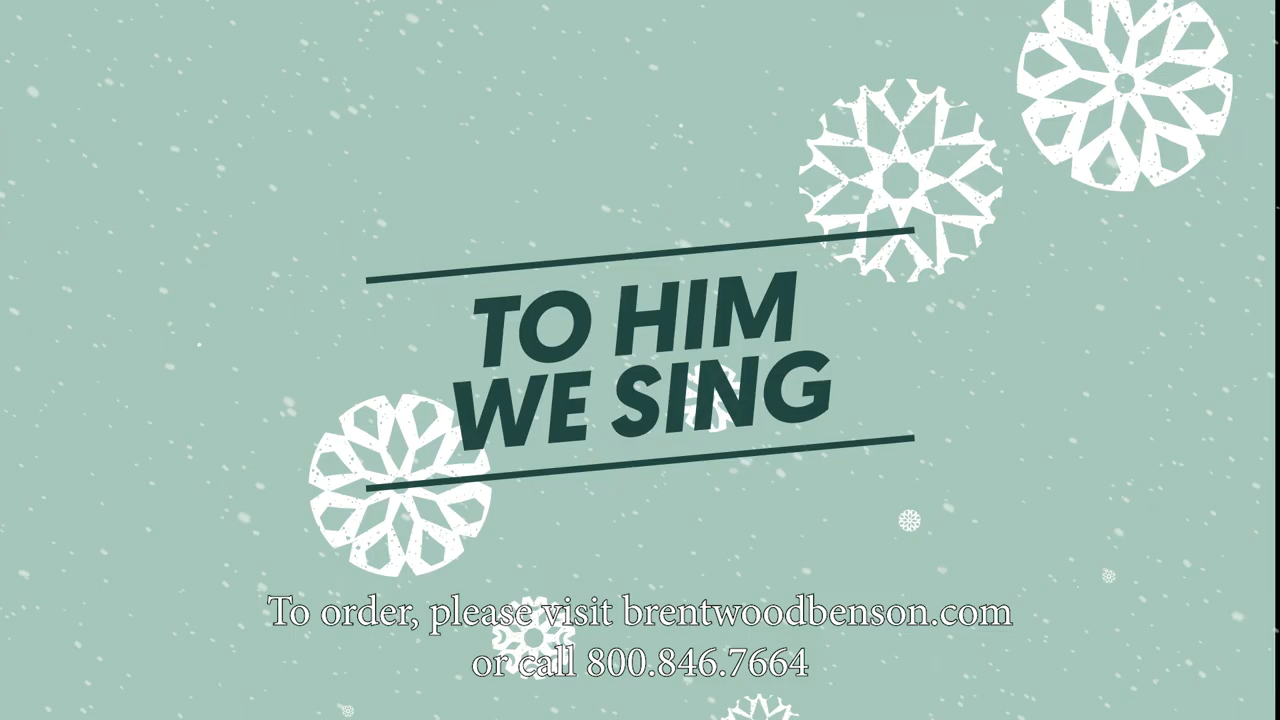 TO HIM
WE SING
To order, please visit brentwoodbenson.com
or call 800.846.7664